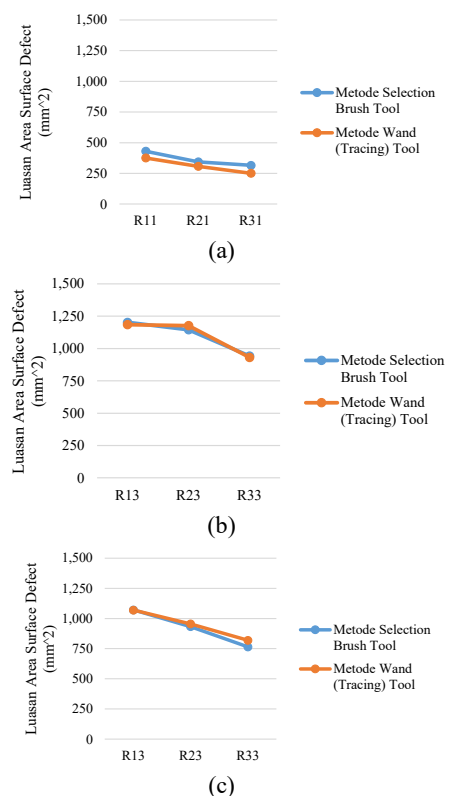 Luasan Area Surface Defect
(mm^2)
1,500
1,250
1,000
750
500
250
0
R11 R21 R31
Metode Selection
Brush Tool
Metode Wand
(Tracing) Tool
(a)
Luasan Area Surface Defect
(mm^2)
1,500
1,250
1,000
750
500
250
0
R13 R23 R33
Metode Selection
Brush Tool
Metode Wand
(Tracing) Tool
(b)
Luasan Area Surface Defect
(mm^2)
1,500
1,250
1,000
750
500
250
0
R13 R23 R33
Metode Selection
Brush Tool
Metode Wand
(Tracing) Tool
(c)